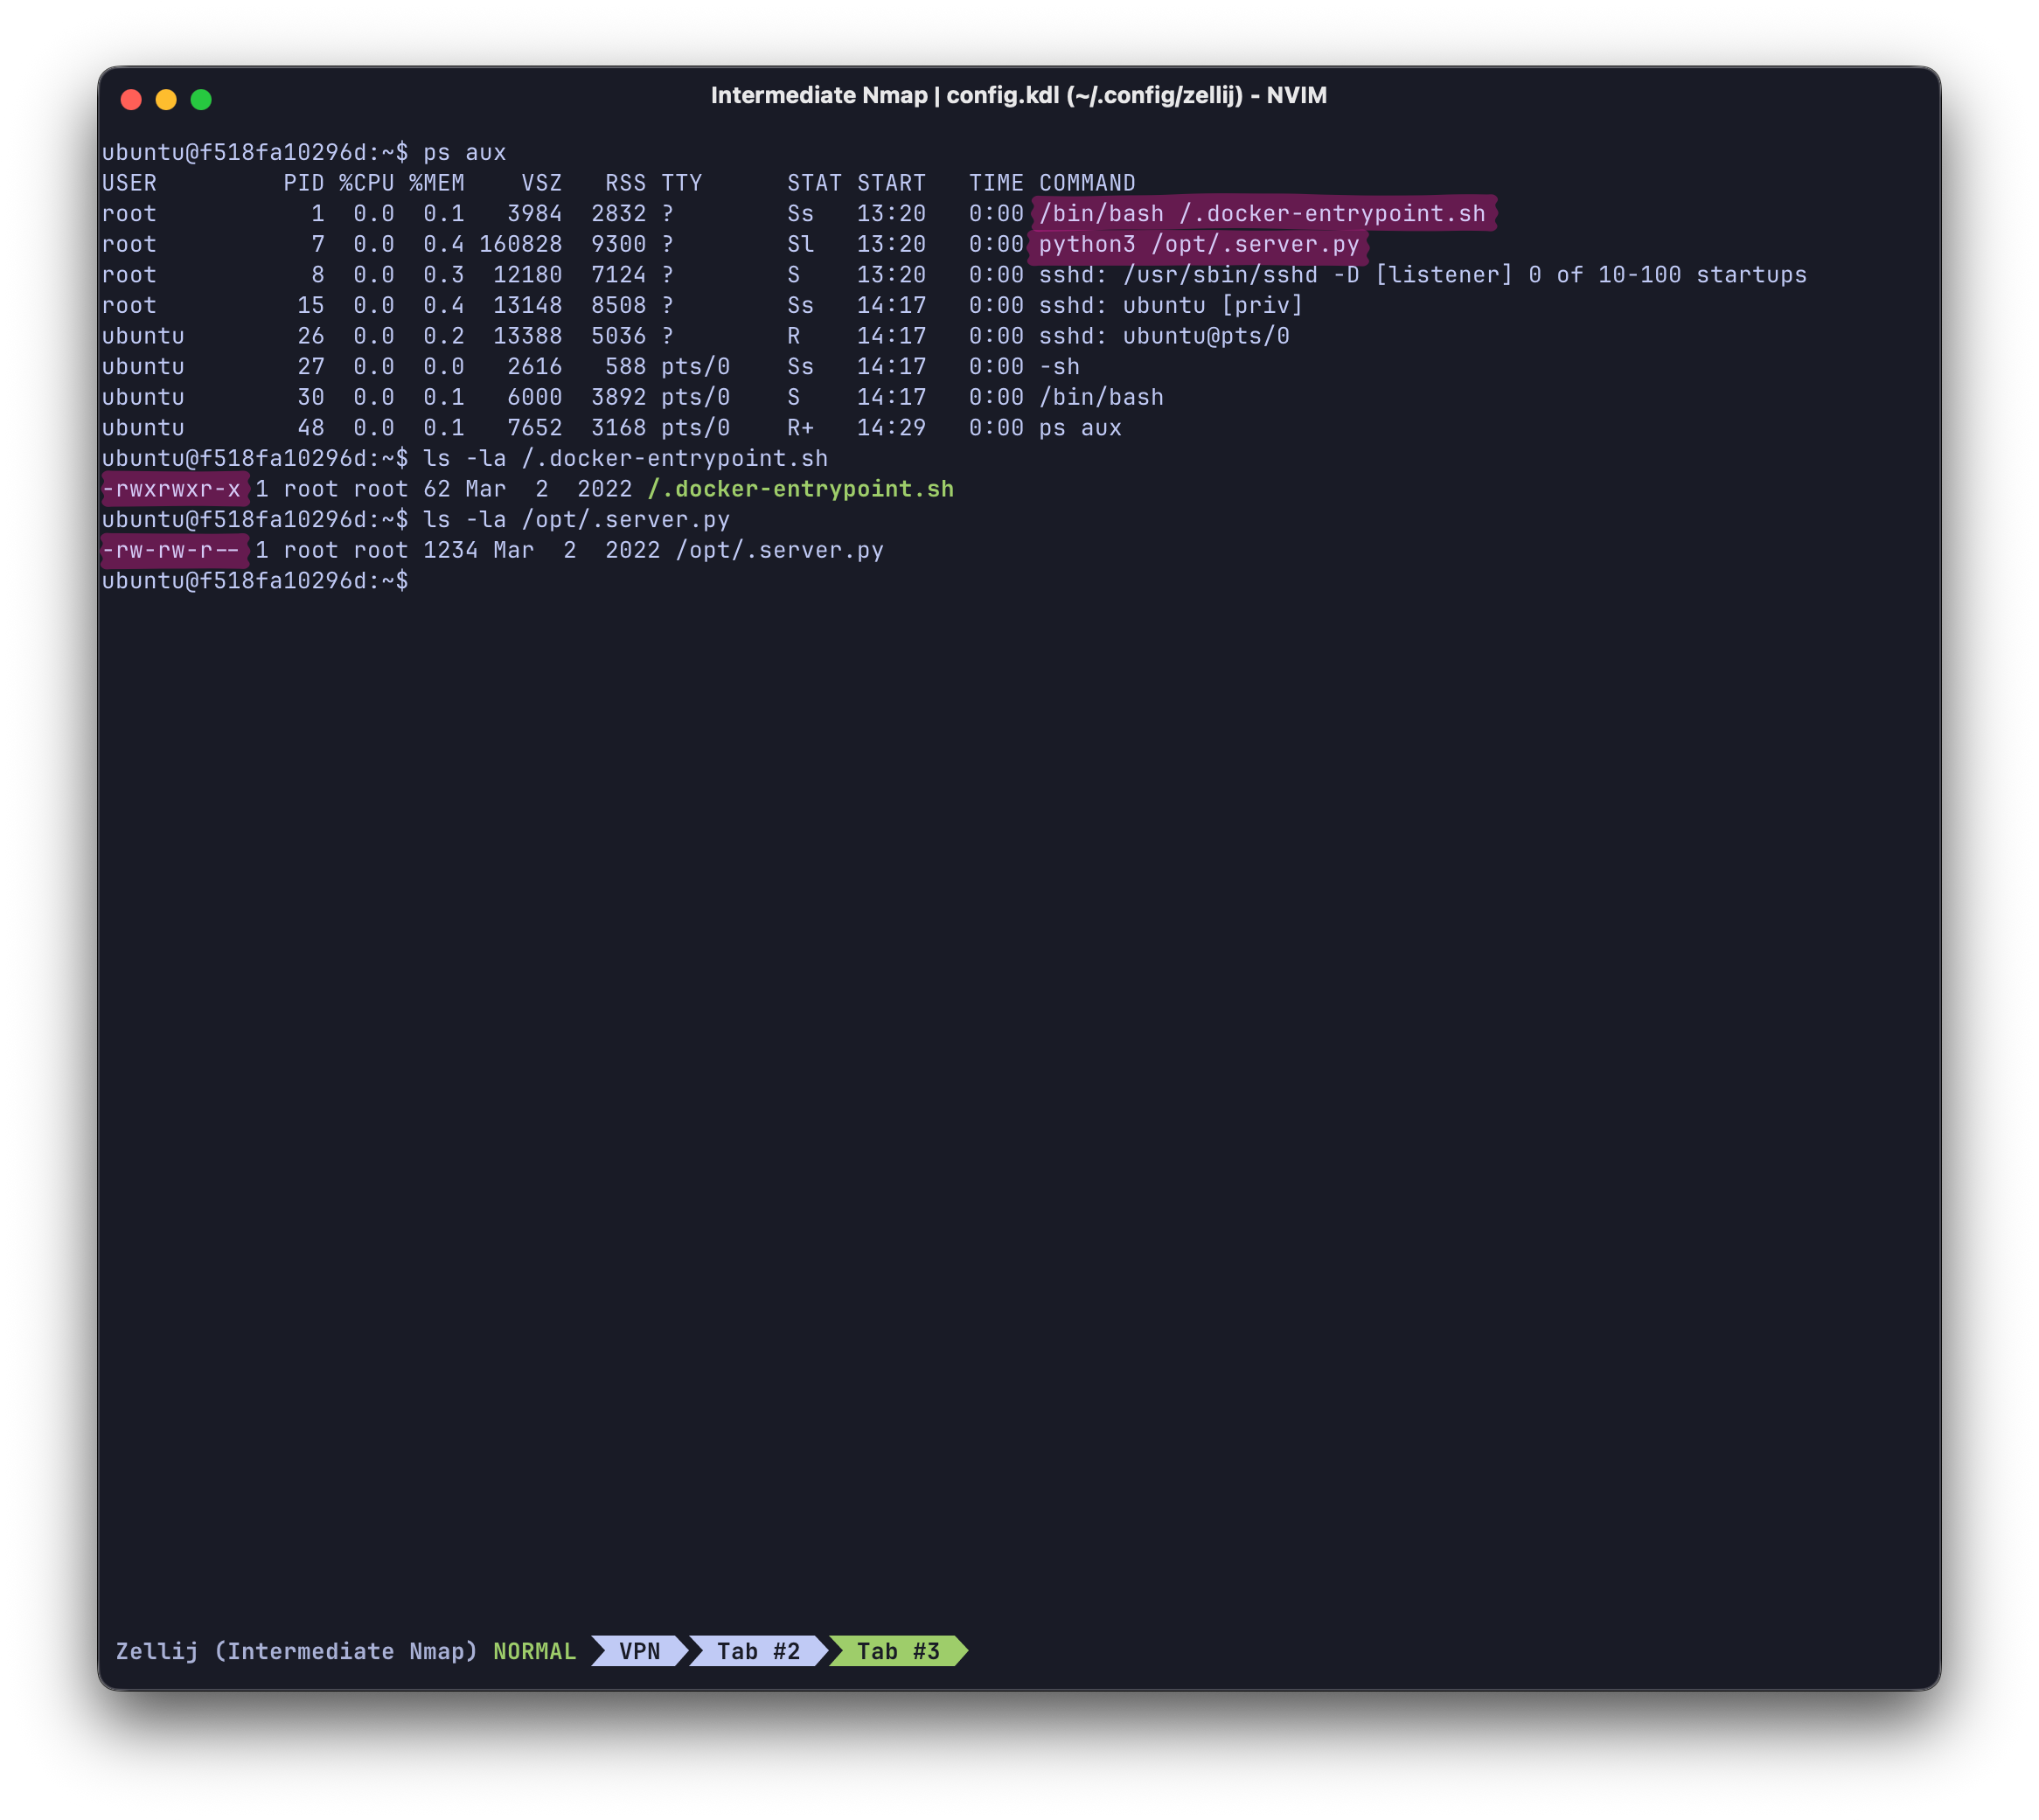 Intermediate Nmap | config.kdl (~/.config/zellij) - NVIM
ubuntu@f518fa10296d:~$ ps aux
USER         PID %CPU %MEM    VSZ   RSS TTY      STAT START   TIME COMMAND
root           1  0.0  0.1   3984  2832 ?        Ss   13:20   0:00 /bin/bash /.docker-entrypoint.sh
root           7  0.0  0.4 160828  9300 ?        Sl   13:20   0:00 python3 /opt/.server.py
root           8  0.0  0.3  12180  7124 ?        S    13:20   0:00 sshd: /usr/sbin/sshd -D [listener] 0 of 10-100 startups
root          15  0.0  0.4  13148  8508 ?        Ss   14:17   0:00 sshd: ubuntu [priv]
ubuntu        26  0.0  0.2  13388  5036 ?        R    14:17   0:00 sshd: ubuntu@pts/0
ubuntu        27  0.0  0.0   2616   588 pts/0    Ss   14:17   0:00 -sh
ubuntu        30  0.0  0.1   6000  3892 pts/0    S    14:17   0:00 /bin/bash
ubuntu        48  0.0  0.1   7652  3168 pts/0    R+   14:29   0:00 ps aux
ubuntu@f518fa10296d:~$ ls -la /.docker-entrypoint.sh
-rwxrwxr-x 1 root root 62 Mar  2  2022 /.docker-entrypoint.sh
ubuntu@f518fa10296d:~$ ls -la /opt/.server.py
-rw-rw-r-- 1 root root 1234 Mar  2  2022 /opt/.server.py
ubuntu@f518fa10296d:~$
Zellij (Intermediate Nmap) NORMAL VPN Tab #2 Tab #3